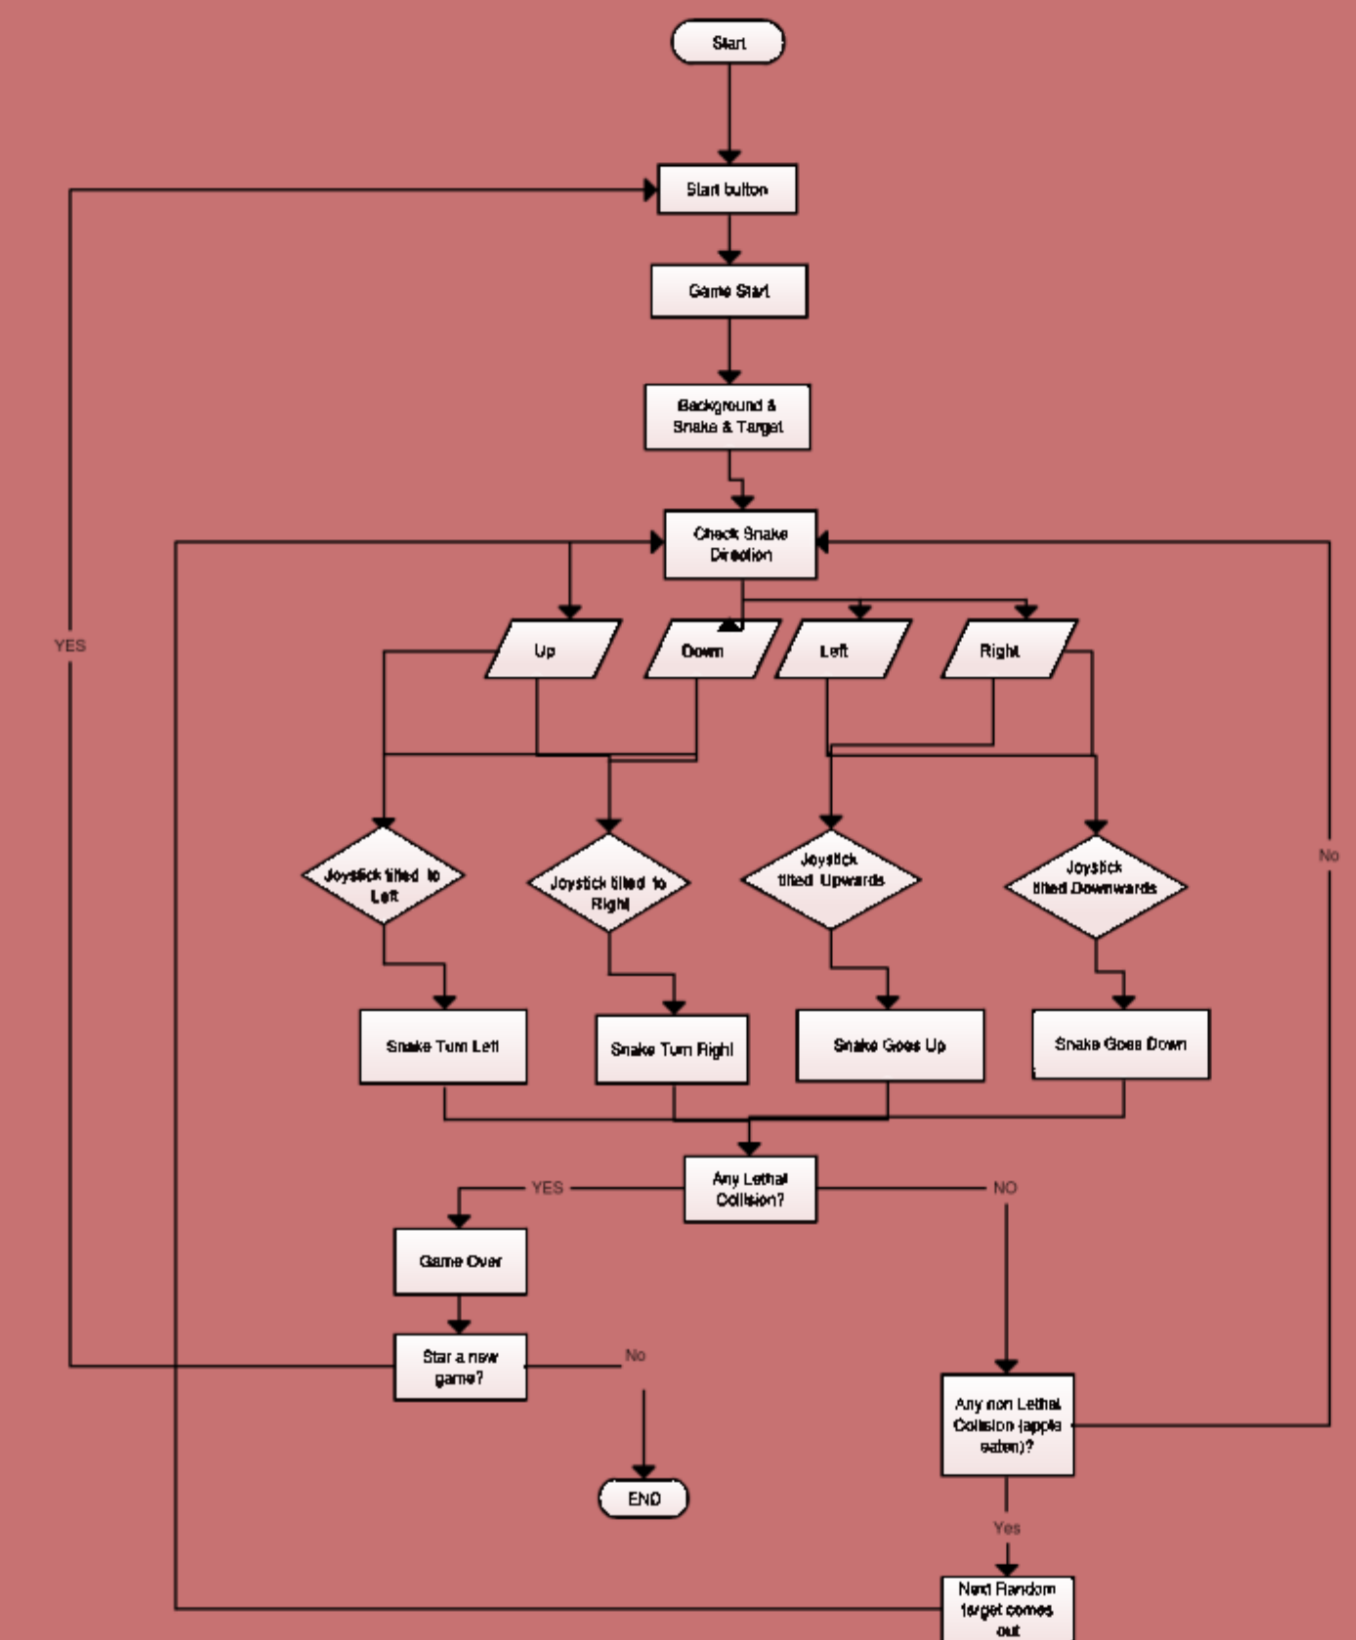 Start
Start button
Game Start
Background &
Snake & Target
Check Snake
Direction
YES
Up
Down
Left
Right
No
Joystick tilted to
Left
Joystick tilted to
Right
Joystick
tilted Upwards
Joystick
tilted Downwards
Snake Turn Left
Snake Turn Right
Snake Goes Up
Snake Goes Down
YES
Any Lethal
Collision?
NO
Game Over
Star a new
game?
No
Any non Lethal
Collision (apple
eaten)?
END
Yes
Next Random
target comes
out